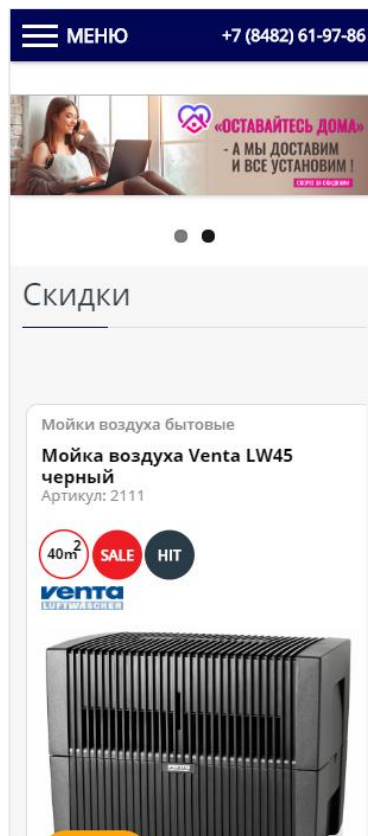 МЕНЮ
+7 (8482) 61-97-86
«ОСТАВАЙТЕСЬ ДОМА»
- А МЫ ДОСТАВИМ
И ВСЕ УСТАНОВИМ !
Скидки
Мойки воздуха бытовые
Мойка воздуха Venta LW45
черный
Артикул: 2111
40m²
SALE
HIT
venta
LUFTWÄSCHER